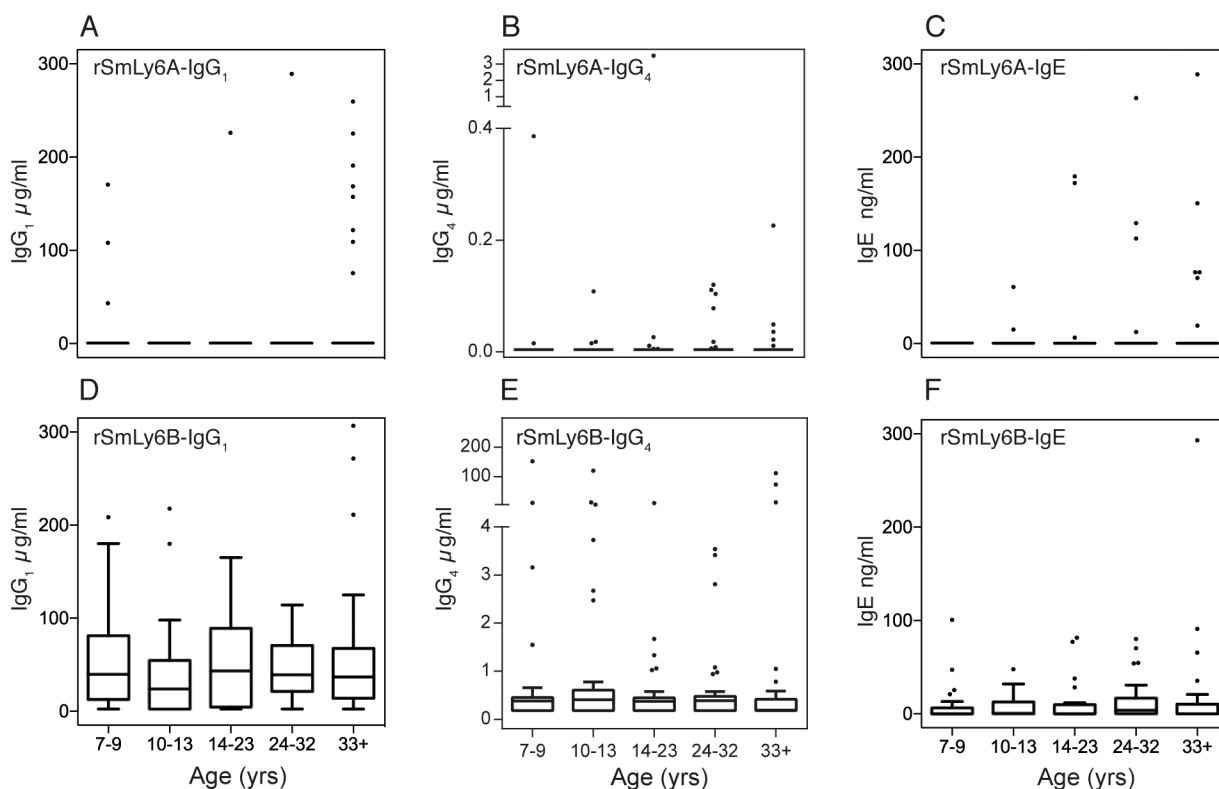 A
B
C
rSmLy6A-IgG₁
rSmLy6A-IgG₄
rSmLy6A-IgE
300
200
100
0
IgG₁ μg/ml
3
2
1
0.4
0.2
0.0
IgG₄ μg/ml
300
200
100
0
IgE ng/ml
D
E
F
rSmLy6B-IgG₁
rSmLy6B-IgG₄
rSmLy6B-IgE
300
200
100
0
IgG₁ μg/ml
200
100
4
3
2
1
0
IgG₄ μg/ml
300
200
100
0
IgE ng/ml
7-9 10-13 14-23 24-32 33+
Age (yrs)
7-9 10-13 14-23 24-32 33+
Age (yrs)
7-9 10-13 14-23 24-32 33+
Age (yrs)